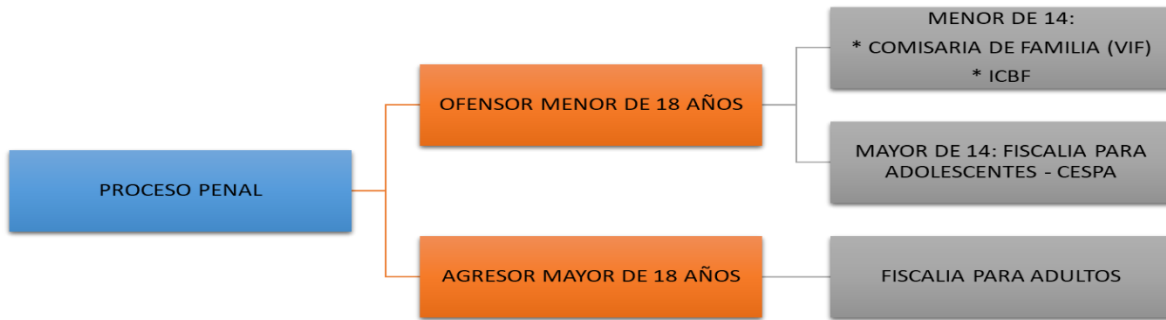 PROCESO PENAL
OFENSOR MENOR DE 18 AÑOS
MENOR DE 14:
* COMISARIA DE FAMILIA (VIF)
* ICBF
MAYOR DE 14: FISCALIA PARA
ADOLESCENTES - CESPA
AGRESOR MAYOR DE 18 AÑOS
FISCALIA PARA ADULTOS